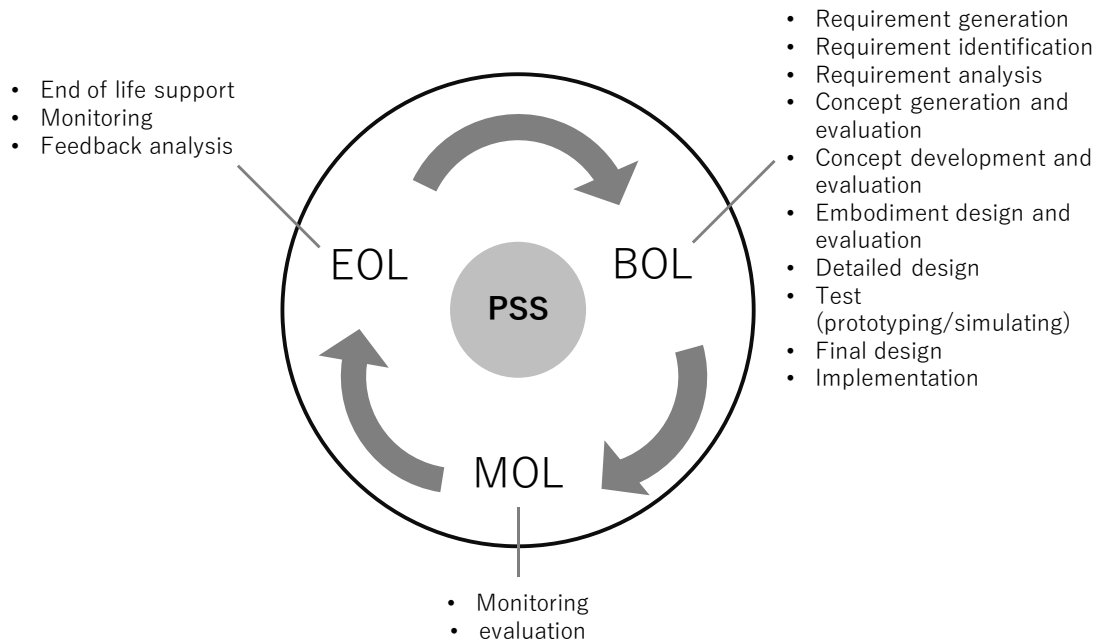 • Requirement generation
• Requirement identification
• Requirement analysis
• Concept generation and
evaluation
• Concept development and
evaluation
• Embodiment design and
evaluation
• Detailed design
• Test
(prototyping/simulating)
• Final design
• Implementation
• End of life support
• Monitoring
• Feedback analysis
EOL
BOL
PSS
MOL
• Monitoring
• evaluation